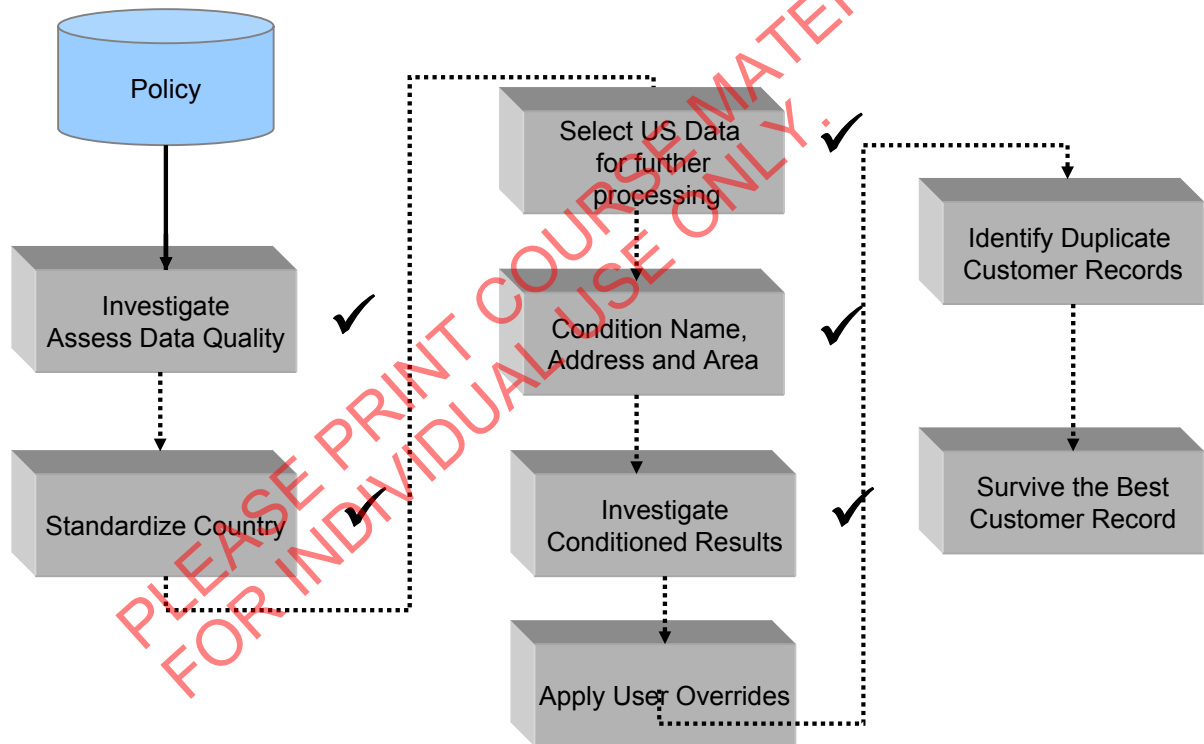 Policy
Investigate
Assess Data Quality
Standardize Country
Select US Data
for further
processing
Condition Name,
Address and Area
Investigate
Conditioned Results
Apply User Overrides
Identify Duplicate
Customer Records
Survive the Best
Customer Record
PLEASE PRINT COURSE
FOR INDIVIDUAL USE ONLY.